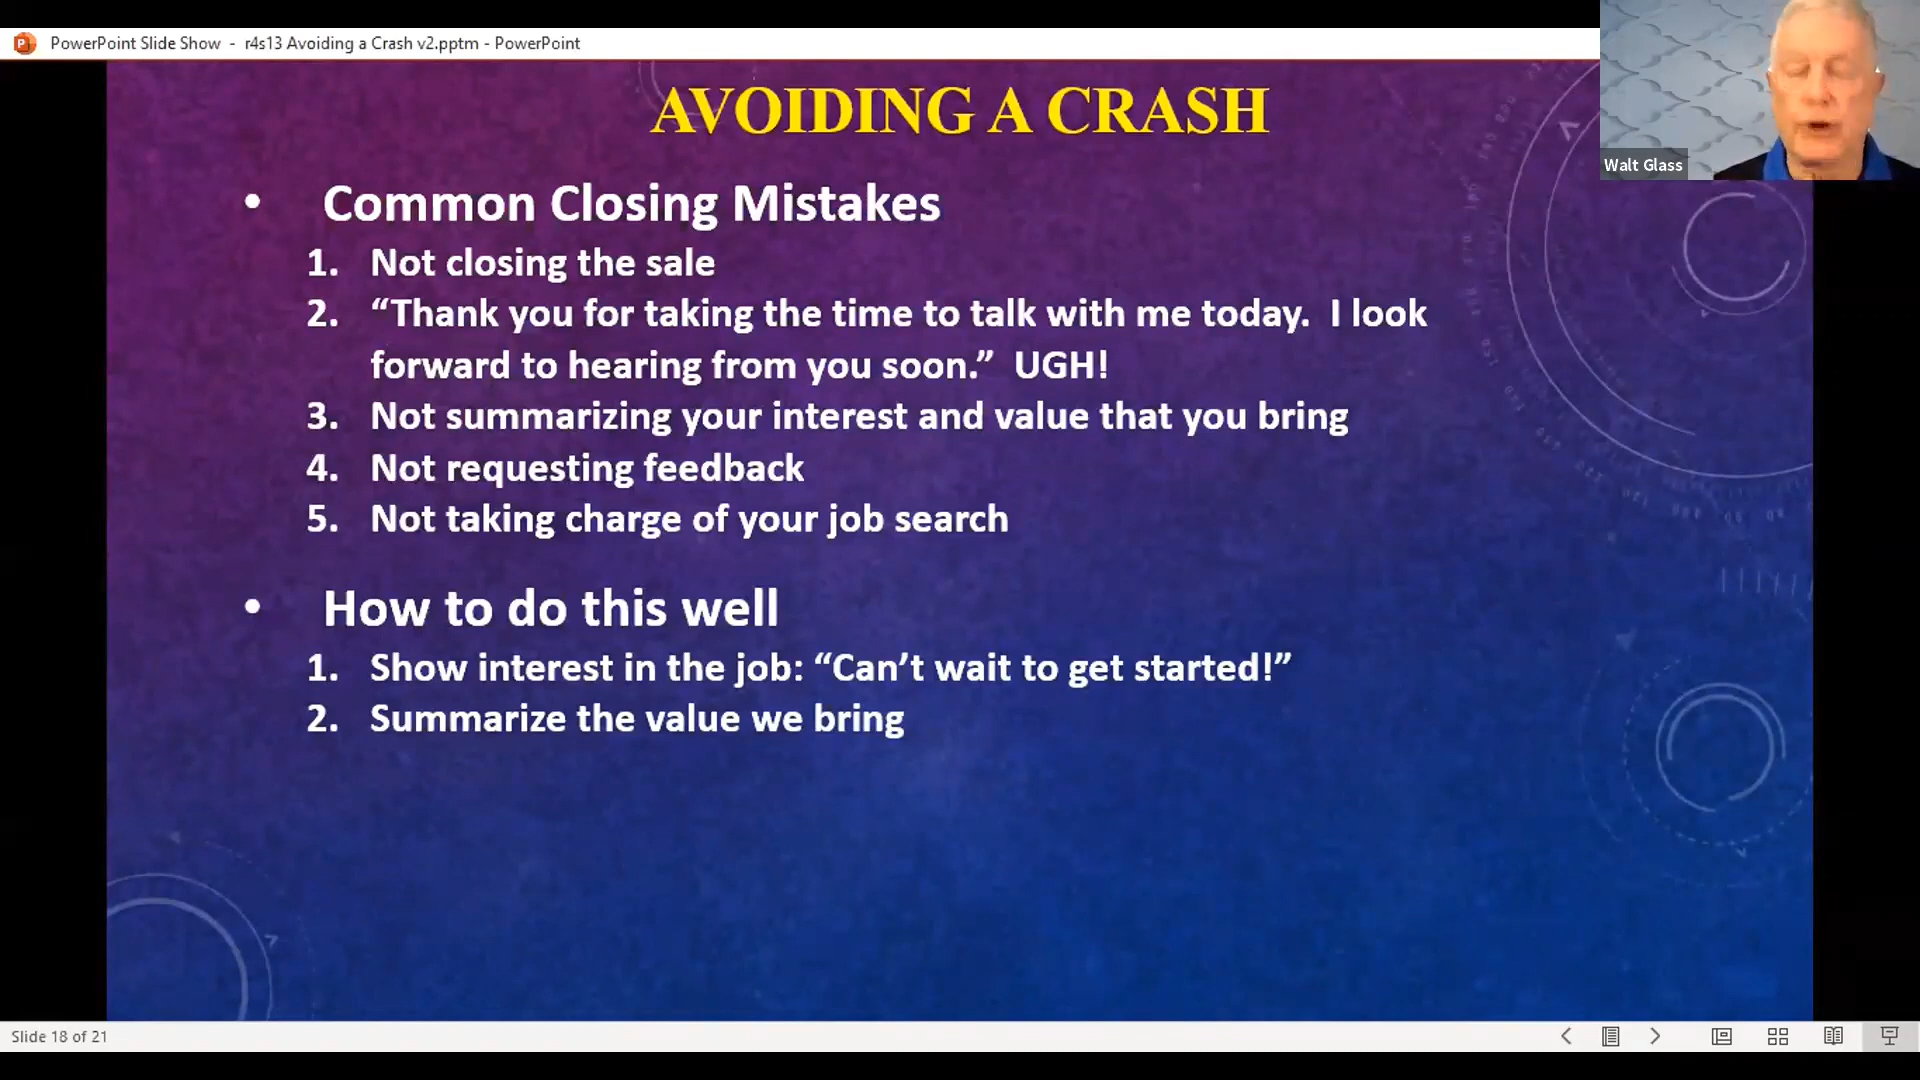 PowerPoint Slide Show - r4s13 Avoiding a Crash v2.pptm - PowerPoint
AVOIDING A CRASH
Walt Glass
• Common Closing Mistakes
1. Not closing the sale
2. “Thank you for taking the time to talk with me today. I look
forward to hearing from you soon.” UGH!
3. Not summarizing your interest and value that you bring
4. Not requesting feedback
5. Not taking charge of your job search
• How to do this well
1. Show interest in the job: “Can’t wait to get started!”
2. Summarize the value we bring
Slide 18 of 21